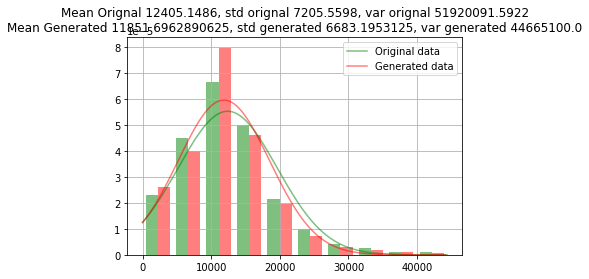 Mean Orignal 12405.1486, std orignal 7205.5598, var orignal 51920091.5922
Mean Generated 11851.6962890625, std generated 6683.1953125, var generated 44665100.0
1e-5
Original data
Generated data
8
7
6
5
4
3
2
1
0
0 10000 20000 30000 40000